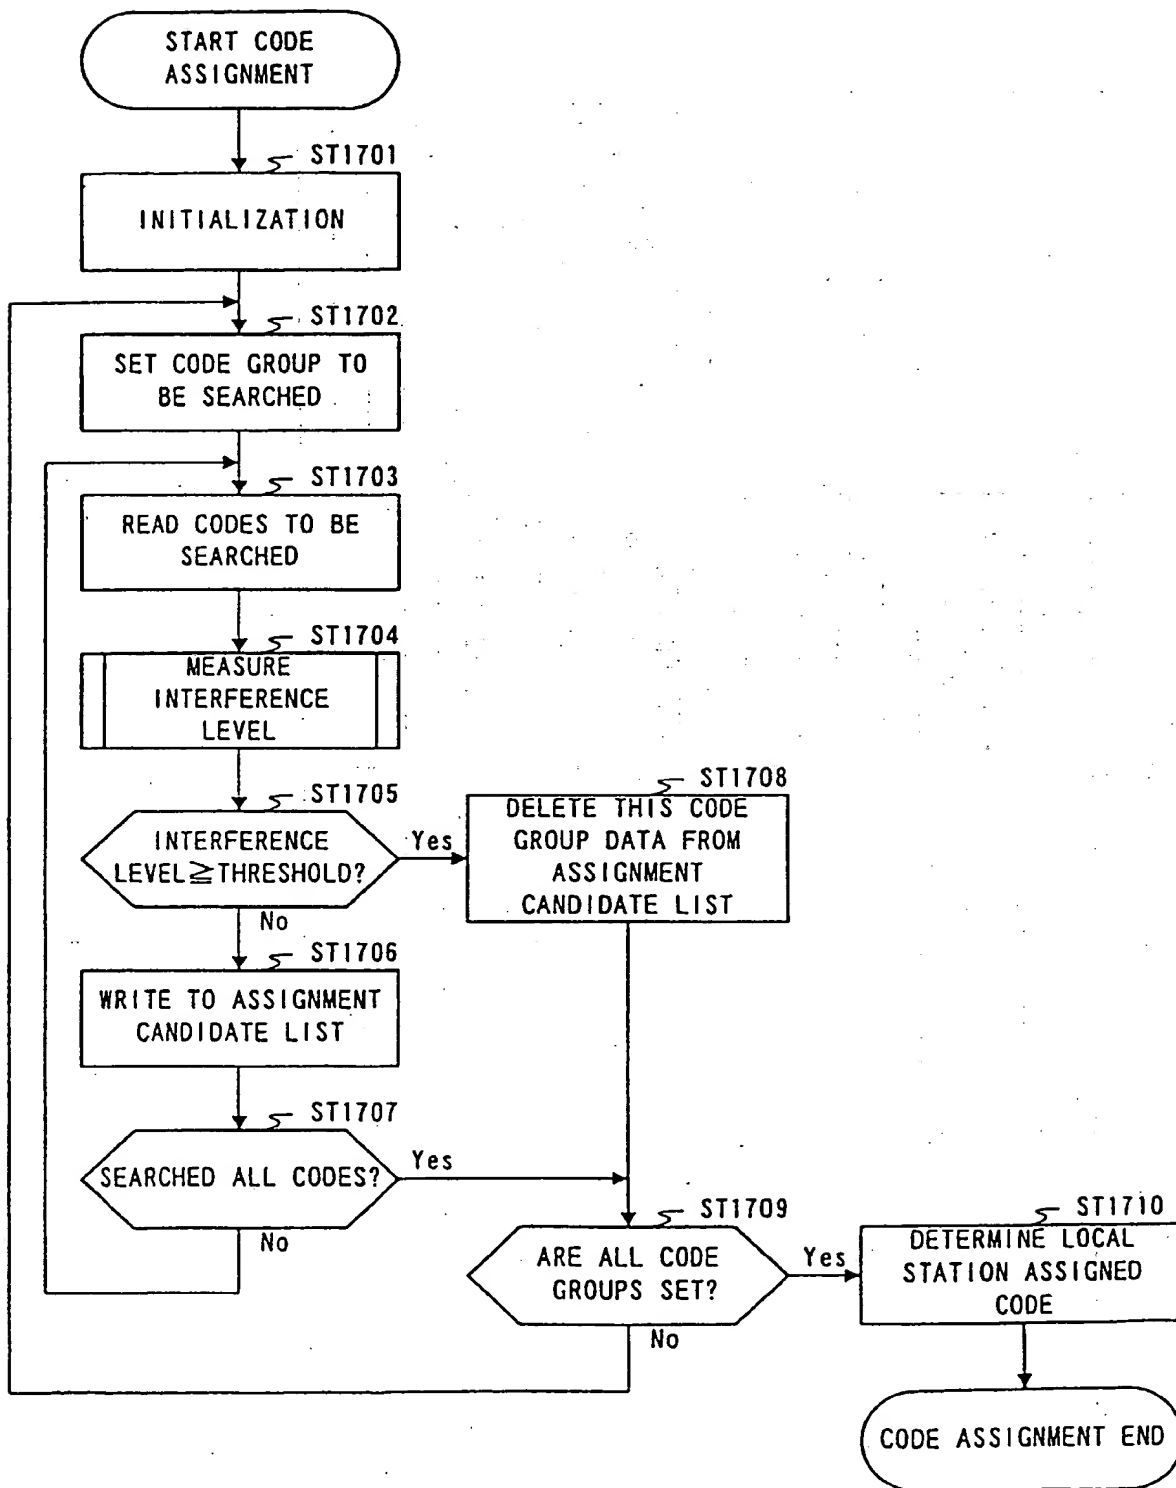 START CODE
ASSIGNMENT
ST1701
INITIALIZATION
ST1702
SET CODE GROUP TO
BE SEARCHED
ST1703
READ CODES TO BE
SEARCHED
ST1704
MEASURE
INTERFERENCE
LEVEL
ST1705
INTERFERENCE
LEVEL≧THRESHOLD?
Yes
No
ST1708
DELETE THIS CODE
GROUP DATA FROM
ASSIGNMENT
CANDIDATE LIST
ST1706
WRITE TO ASSIGNMENT
CANDIDATE LIST
ST1707
SEARCHED ALL CODES?
Yes
No
ST1709
ARE ALL CODE
GROUPS SET?
Yes
No
ST1710
DETERMINE LOCAL
STATION ASSIGNED
CODE
CODE ASSIGNMENT END